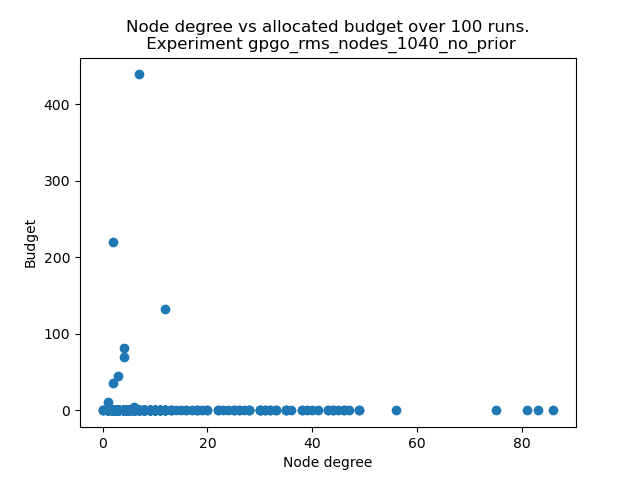 Node degree vs allocated budget over 100 runs.
Experiment gpgo_rms_nodes_1040_no_prior
400
300
200
100
0
Budget
0 20 40 60 80
Node degree